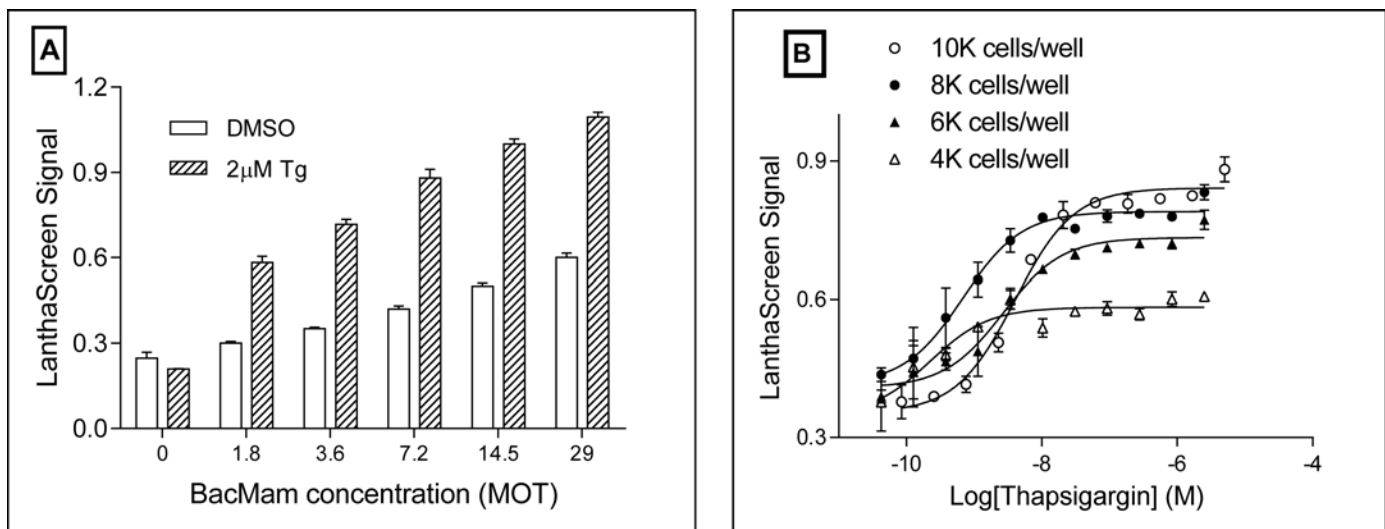 A
LanthaScreen Signal
1.2
0.9
0.6
0.3
0.0
DMSO
2μM Tg
0 1.8 3.6 7.2 14.5 29
BacMam concentration (MOT)
B
10K cells/well
8K cells/well
6K cells/well
4K cells/well
LanthaScreen Signal
0.9
0.6
0.3
-10 -8 -6 -4
Log[Thapsigargin] (M)